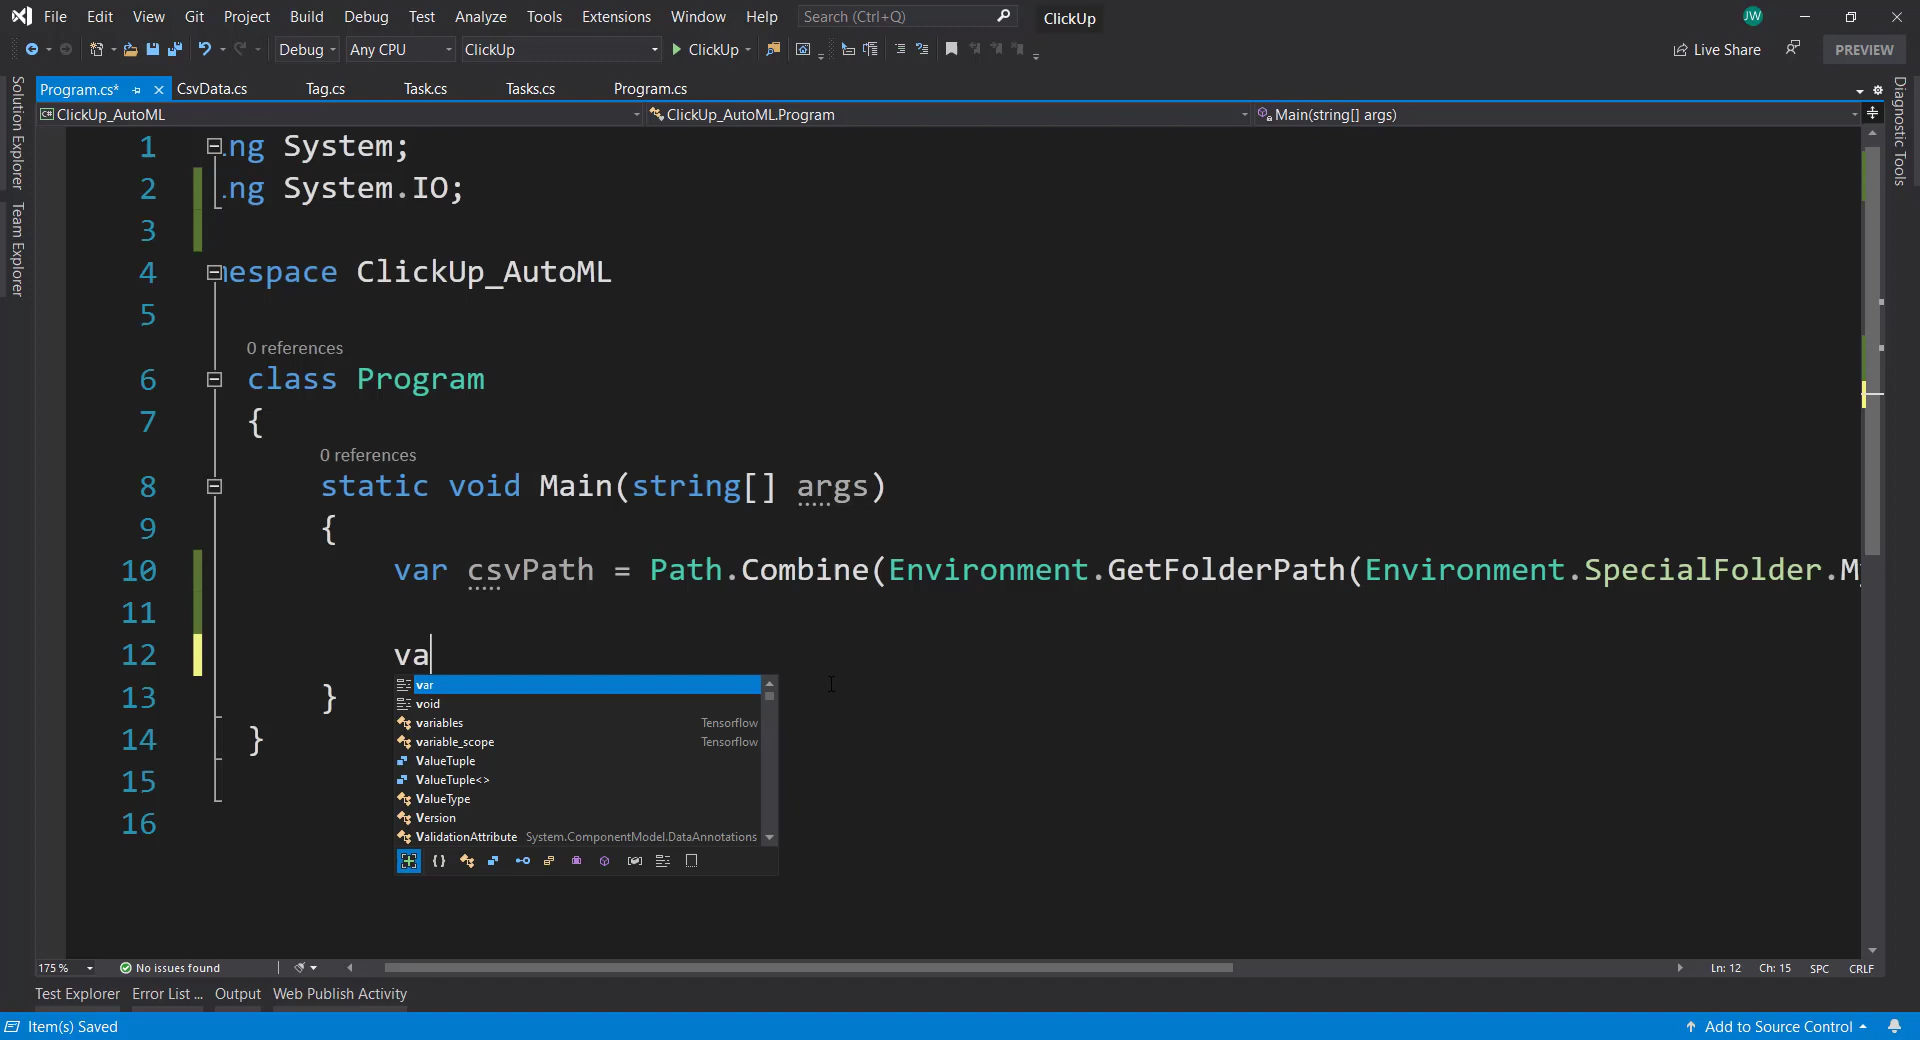 File Edit View Git Project Build Debug Test Analyze Tools Extensions Window Help Search (Ctrl+Q) ClickUp JW
Debug Any CPU ClickUp ClickUp Live Share PREVIEW
Program.cs* CsvData.cs Tag.cs Task.cs Tasks.cs Program.cs
ClickUp_AutoML ClickUp_AutoML.Program Main(string[] args)
Solution Explorer
Team Explorer
Diagnostic Tools
1 ng System;
2 ng System.IO;
3
4 espace ClickUp_AutoML
5
0 references
6 class Program
7 {
0 references
8 static void Main(string[] args)
9 {
10 var csvPath = Path.Combine(Environment.GetFolderPath(Environment.SpecialFolder.M
11
12 va
13 }
14 }
15
16
var
void
variables Tensorflow
variable_scope Tensorflow
ValueTuple
ValueTuple<>
ValueType
Version
ValidationAttribute System.ComponentModel.DataAnnotations
175 % No issues found Ln: 12 Ch: 15 SPC CRLF
Test Explorer Error List ... Output Web Publish Activity
Item(s) Saved Add to Source Control